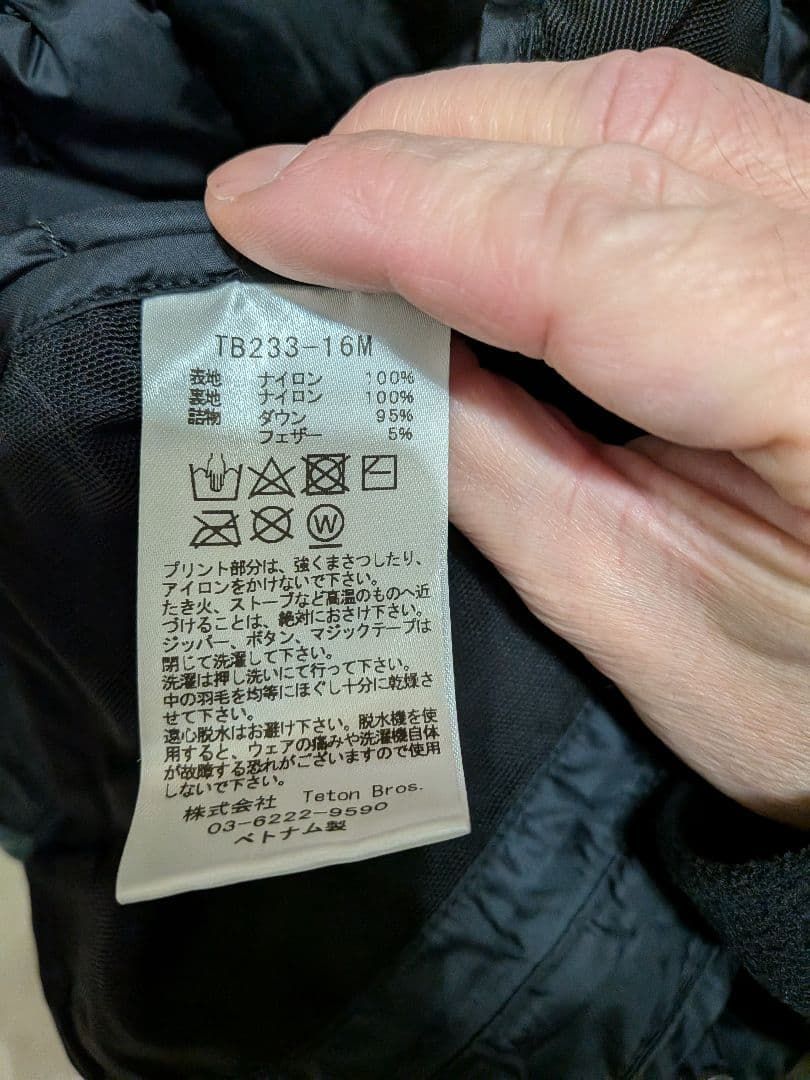 TB233-16M
表地 ナイロン 100%
裏地 ナイロン 100%
詰物 ダウン 95%
フェザー 5%
W
プリント部分は、強くまさつしたり、
アイロンをかけないで下さい。
たき火、ストーブなど高温のものへ近
づけることは、絶対におさけ下さい。
ジッパー、ボタン、マジックテープは
閉じて洗濯して下さい。
洗濯は押し洗いにて行って下さい。
中の羽毛を均等にほぐし十分に乾燥さ
せて下さい。
遠心脱水はお避け下さい。脱水機を使
用すると、ウェアの痛みや洗濯機自体
が故障する恐れがございますので使用
しないで下さい。
株式会社 Teton Bros.
03-6222-9590
ベトナム製